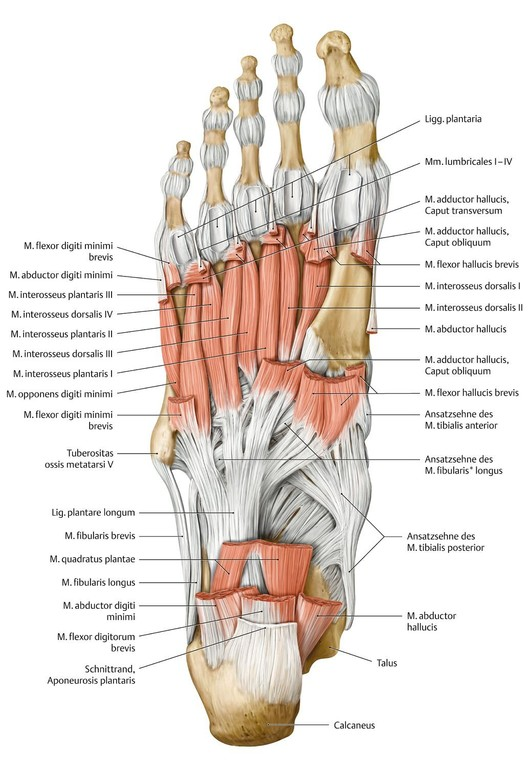 Ligg. plantaria
Mm. lumbricales I–IV
M. adductor hallucis,
Caput transversum
M. adductor hallucis,
Caput obliquum
M. flexor hallucis brevis
M. interosseus dorsalis I
M. interosseus dorsalis II
M. abductor hallucis
M. adductor hallucis,
Caput obliquum
M. flexor hallucis brevis
Ansatzsehne des
M. tibialis anterior
Ansatzsehne des
M. fibularis* longus
Ansatzsehne des
M. tibialis posterior
M. abductor
hallucis
Talus
Calcaneus
M. flexor digiti minimi
brevis
M. abductor digiti minimi
M. interosseus plantaris III
M. interosseus dorsalis IV
M. interosseus plantaris II
M. interosseus dorsalis III
M. interosseus plantaris I
M. opponens digiti minimi
M. flexor digiti minimi
brevis
Tuberositas
ossis metatarsi V
Lig. plantare longum
M. fibularis brevis
M. quadratus plantae
M. fibularis longus
M. abductor digiti
minimi
M. flexor digitorum
brevis
Schnittrand,
Aponeurosis plantaris